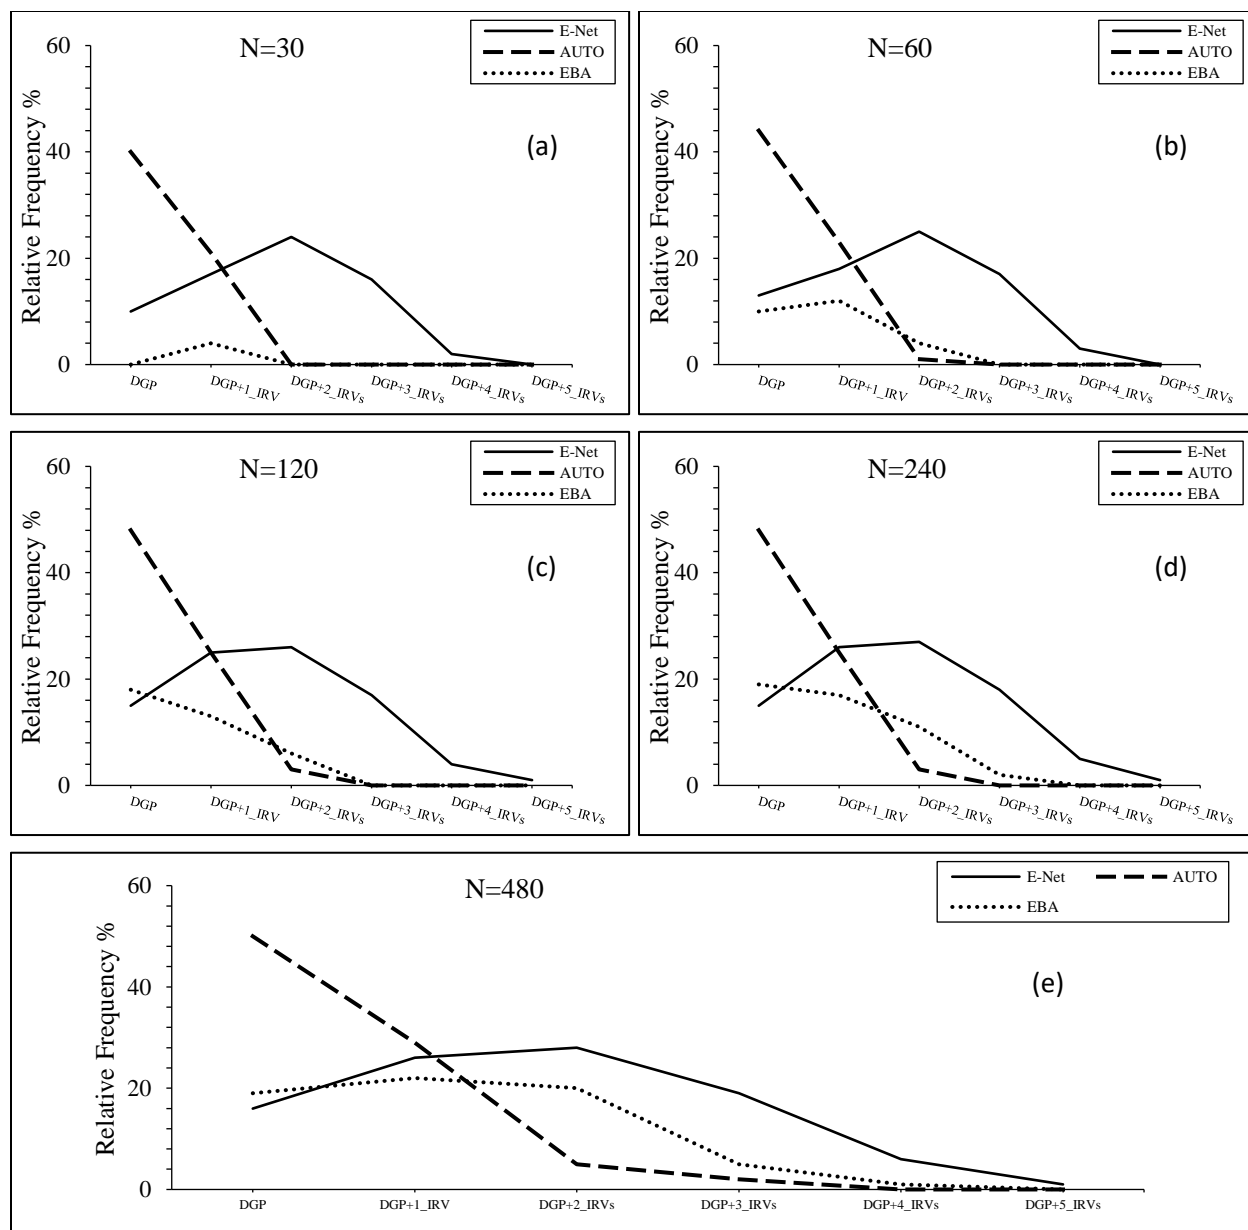 N=30
E-Net
AUTO
EBA
(a)
Relative Frequency %
60
40
20
0
DGP
DGP+1_IRV
DGP+2_IRVs
DGP+3_IRVs
DGP+4_IRVs
DGP+5_IRVs
N=60
E-Net
AUTO
EBA
(b)
Relative Frequency %
60
40
20
0
DGP
DGP+1_IRV
DGP+2_IRVs
DGP+3_IRVs
DGP+4_IRVs
DGP+5_IRVs
N=120
E-Net
AUTO
EBA
(c)
Relative Frequency %
60
40
20
0
DGP
DGP+1_IRV
DGP+2_IRVs
DGP+3_IRVs
DGP+4_IRVs
DGP+5_IRVs
N=240
E-Net
AUTO
EBA
(d)
Relative Frequency %
60
40
20
0
DGP
DGP+1_IRV
DGP+2_IRVs
DGP+3_IRVs
DGP+4_IRVs
DGP+5_IRVs
N=480
E-Net
AUTO
EBA
(e)
Relative Frequency %
60
40
20
0
DGP
DGP+1_IRV
DGP+2_IRVs
DGP+3_IRVs
DGP+4_IRVs
DGP+5_IRVs